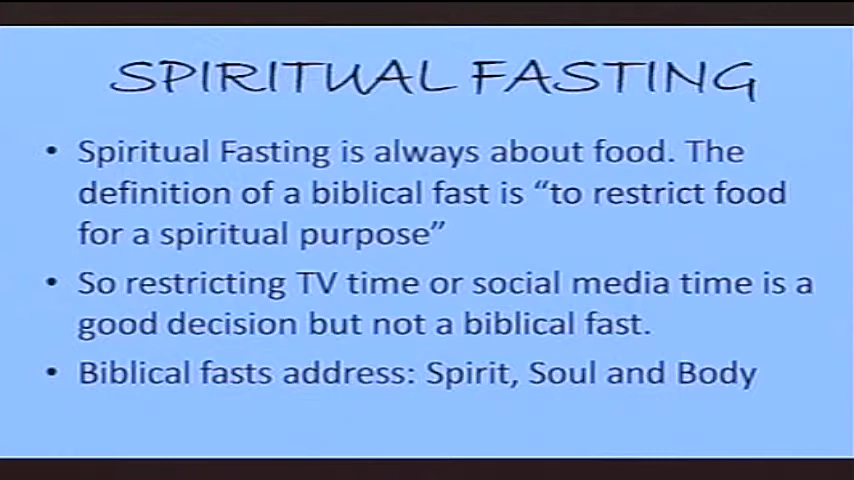 SPIRITUAL FASTING
• Spiritual Fasting is always about food. The
definition of a biblical fast is “to restrict food
for a spiritual purpose”
• So restricting TV time or social media time is a
good decision but not a biblical fast.
• Biblical fasts address: Spirit, Soul and Body